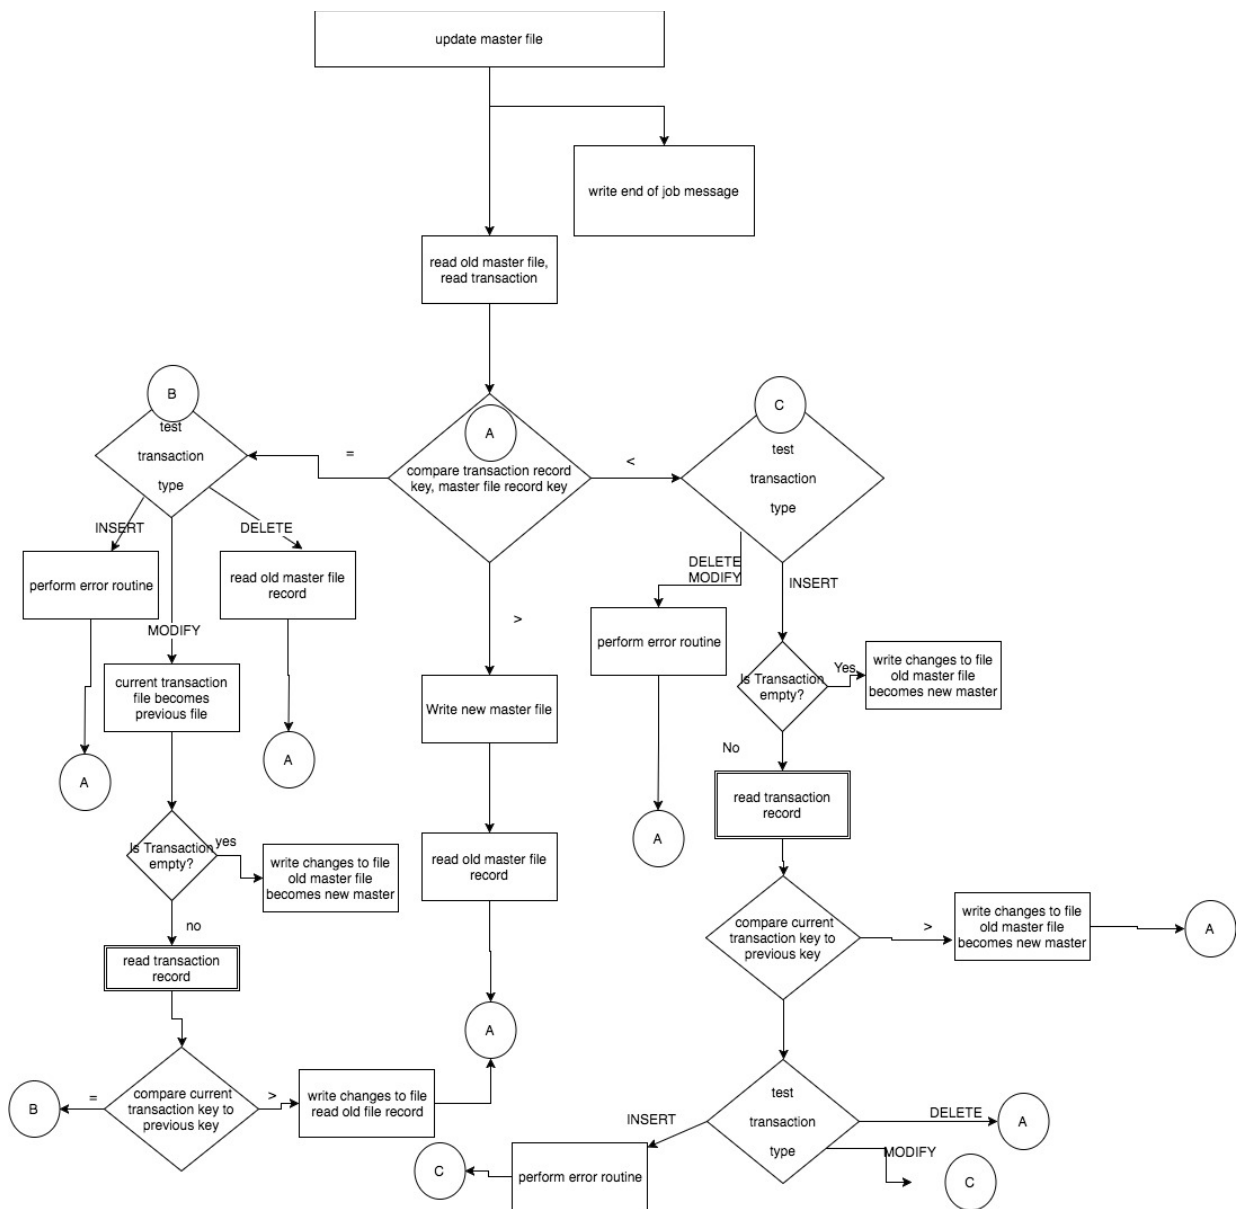 update master file
write end of job message
read old master file,
read transaction
B
test
transaction
type
=
A
compare transaction record
key, master file record key
<
C
test
transaction
type
INSERT
DELETE
perform error routine
read old master file
record
MODIFY
current transaction
file becomes
previous file
A
A
Is Transaction
empty?
yes
write changes to file
old master file
becomes new master
no
read transaction
record
compare current
transaction key to
previous key
=
B
>
write changes to file
read old file record
>
Write new master file
read old master file
record
A
DELETE
MODIFY
INSERT
perform error routine
A
Is Transaction
empty?
Yes
write changes to file
old master file
becomes new master
No
read transaction
record
compare current
transaction key to
previous key
>
write changes to file
old master file
becomes new master
A
test
transaction
type
INSERT
perform error routine
C
DELETE
A
MODIFY
C